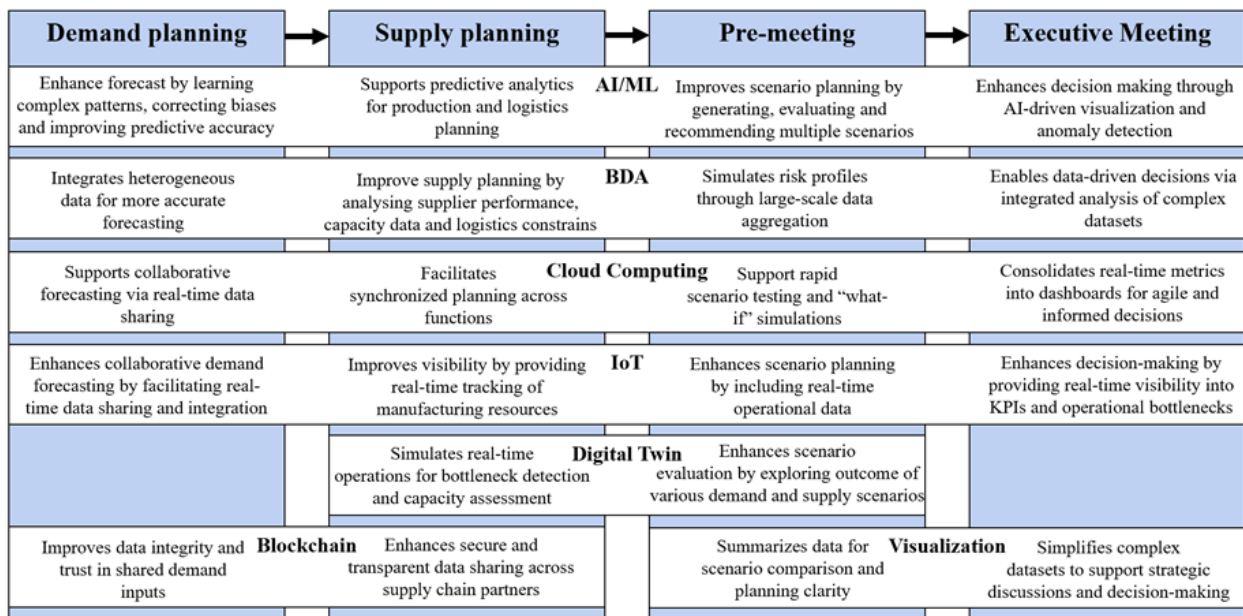 Demand planning
Supply planning
Pre-meeting
Executive Meeting
Enhance forecast by learning
complex patterns, correcting biases
and improving predictive accuracy
Supports predictive analytics
for production and logistics
planning
AI/ML
Improves scenario planning by
generating, evaluating and
recommending multiple scenarios
Enhances decision making through
AI-driven visualization and
anomaly detection
Integrates heterogeneous
data for more accurate
forecasting
Improve supply planning by
analysing supplier performance,
capacity data and logistics constrains
BDA
Simulates risk profiles
through large-scale data
aggregation
Enables data-driven decisions via
integrated analysis of complex
datasets
Supports collaborative
forecasting via real-time data
sharing
Facilitates
synchronized planning across
functions
Cloud Computing
Support rapid
scenario testing and “what-
if” simulations
Consolidates real-time metrics
into dashboards for agile and
informed decisions
Enhances collaborative demand
forecasting by facilitating real-
time data sharing and integration
Improves visibility by providing
real-time tracking of
manufacturing resources
IoT
Enhances scenario planning
by including real-time
operational data
Enhances decision-making by
providing real-time visibility into
KPIs and operational bottlenecks
Simulates real-time
operations for bottleneck detection
and capacity assessment
Digital Twin
Enhances scenario
evaluation by exploring outcome of
various demand and supply scenarios
Improves data integrity and
trust in shared demand
inputs
Blockchain
Enhances secure and
transparent data sharing across
supply chain partners
Summarizes data for
scenario comparison and
planning clarity
Visualization
Simplifies complex
datasets to support strategic
discussions and decision-making